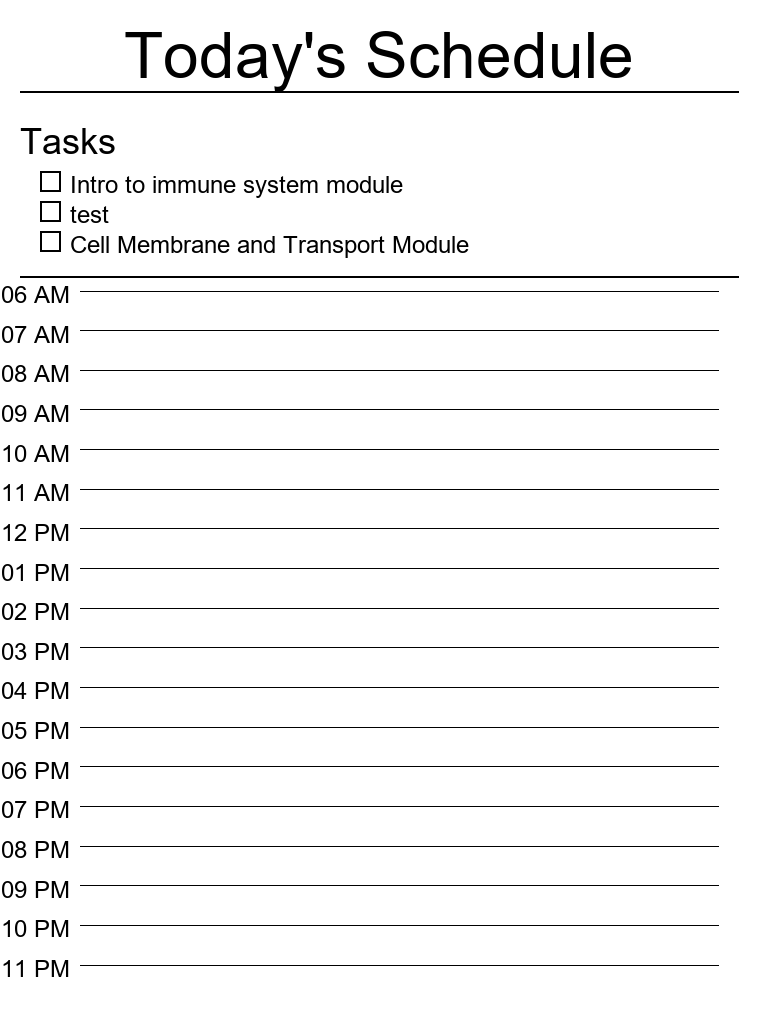 Today's Schedule
Tasks
Intro to immune system module
test
Cell Membrane and Transport Module
06 AM
07 AM
08 AM
09 AM
10 AM
11 AM
12 PM
01 PM
02 PM
03 PM
04 PM
05 PM
06 PM
07 PM
08 PM
09 PM
10 PM
11 PM